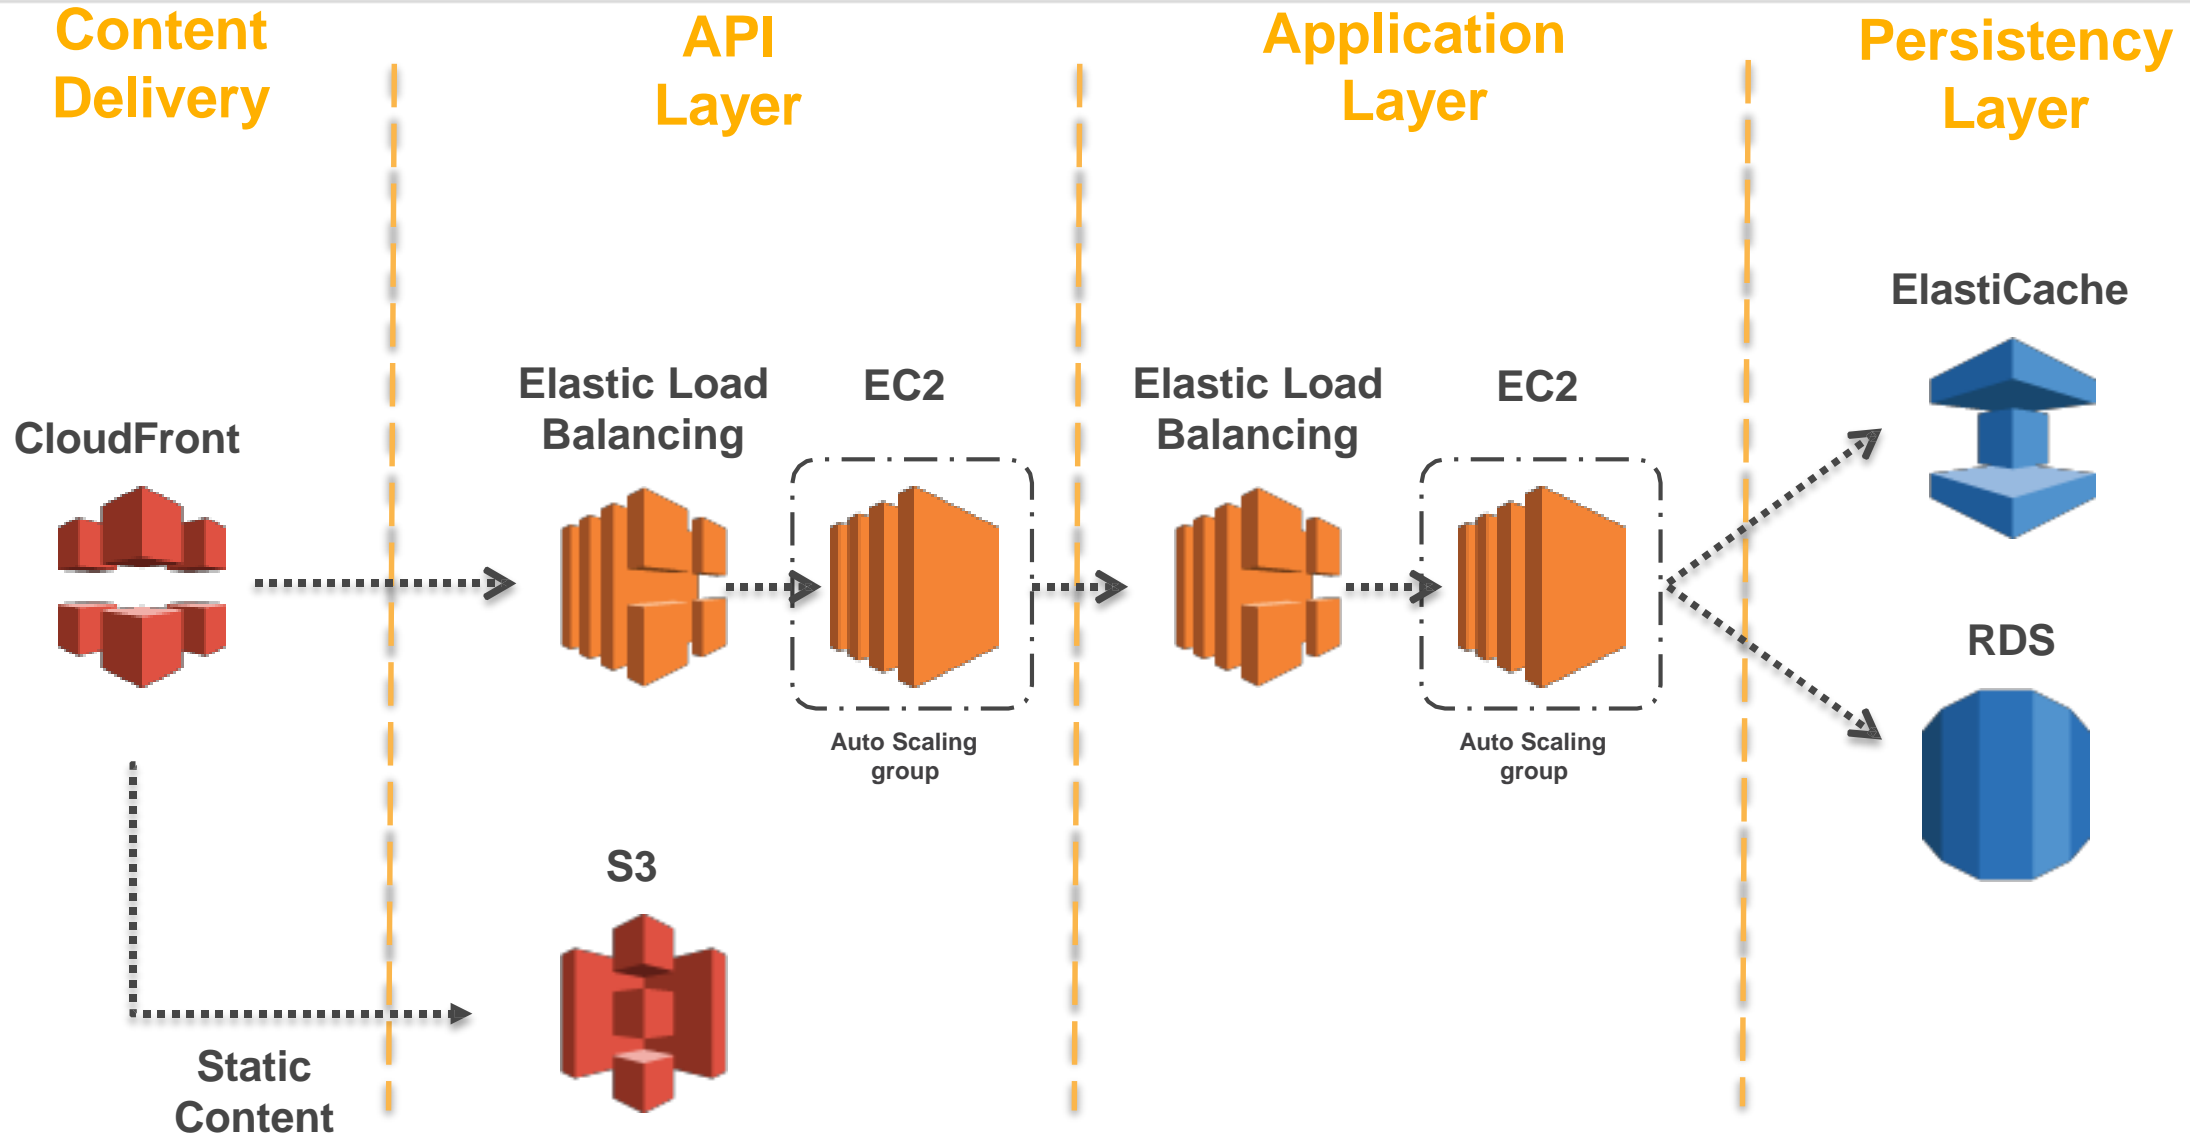 Content
Delivery
API
Layer
Application
Layer
Persistency
Layer
ElastiCache
Elastic Load
Balancing
EC2
Elastic Load
Balancing
EC2
CloudFront
RDS
Auto Scaling
group
Auto Scaling
group
S3
Static
Content